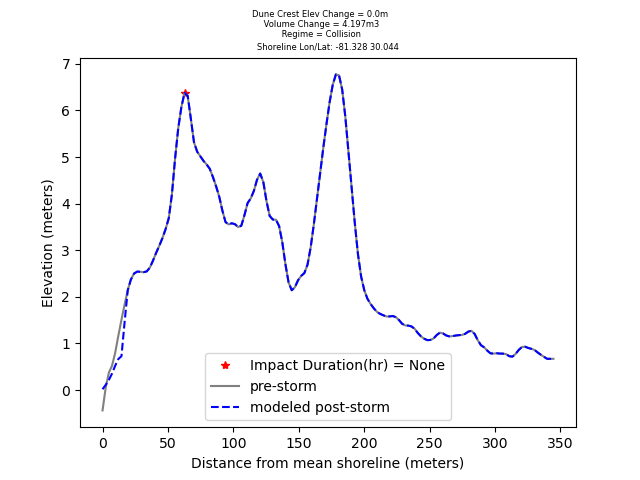 Dune Crest Elev Change = 0.0m
Volume Change = 4.197m3
Regime = Collision
Shoreline Lon/Lat: -81.328 30.044
7
6
5
4
3
2
1
0
Elevation (meters)
Impact Duration(hr) = None
pre-storm
modeled post-storm
0 50 100 150 200 250 300 350
Distance from mean shoreline (meters)